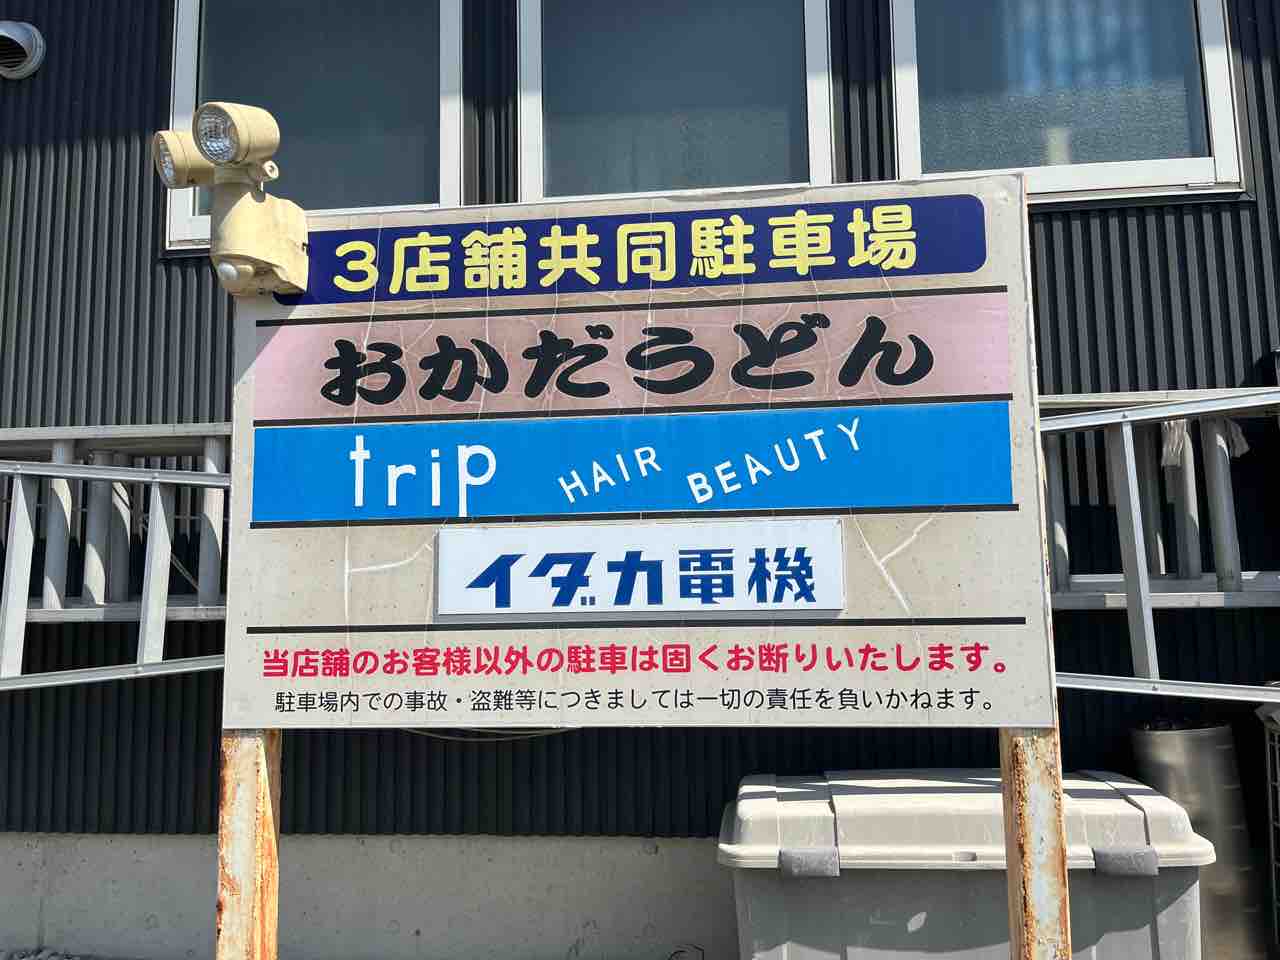 3店舗共同駐車場
おかだうどん
trip HAIR BEAUTY
イダカ電機
当店舗のお客様以外の駐車は固くお断りいたします。
駐車場内での事故・盗難等につきましては一切の責任を負いかねます。